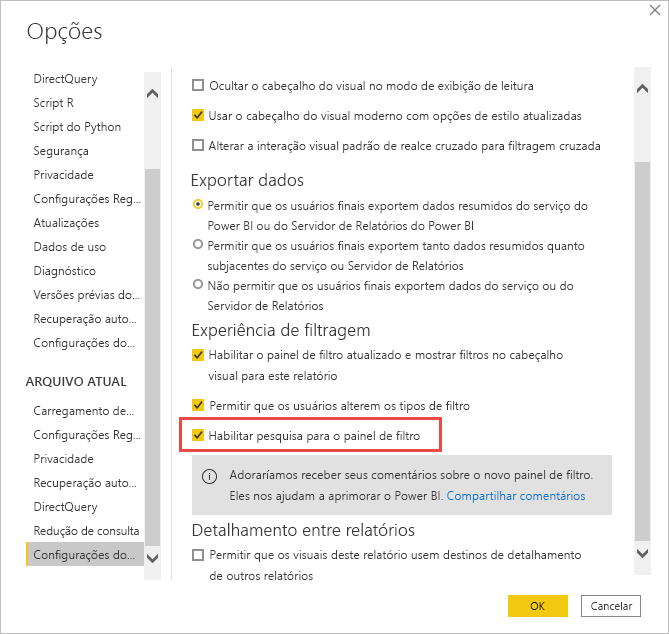 Opções
DirectQuery
Script R
Script do Python
Segurança
Privacidade
Configurações Reg...
Atualizações
Dados de uso
Diagnóstico
Versões prévias do...
Recuperação auto...
Configurações do...
ARQUIVO ATUAL
Carregamento de...
Configurações Reg...
Privacidade
Recuperação auto...
DirectQuery
Redução de consulta
Configurações do...
Ocultar o cabeçalho do visual no modo de exibição de leitura
Usar o cabeçalho do visual moderno com opções de estilo atualizadas
Alterar a interação visual padrão de realce cruzado para filtragem cruzada
Exportar dados
Permitir que os usuários finais exportem dados resumidos do serviço do
Power BI ou do Servidor de Relatórios do Power BI
Permitir que os usuários finais exportem tanto dados resumidos quanto
subjacentes do serviço ou Servidor de Relatórios
Não permitir que os usuários finais exportem dados do serviço ou do
Servidor de Relatórios
Experiência de filtragem
Habilitar o painel de filtro atualizado e mostrar filtros no cabeçalho
visual para este relatório
Permitir que os usuários alterem os tipos de filtro
Habilitar pesquisa para o painel de filtro
Adoraríamos receber seus comentários sobre o novo painel de filtro.
Eles nos ajudam a aprimorar o Power BI. Compartilhar comentários
Detalhamento entre relatórios
Permitir que os visuais deste relatório usem destinos de detalhamento
de outros relatórios
OK
Cancelar